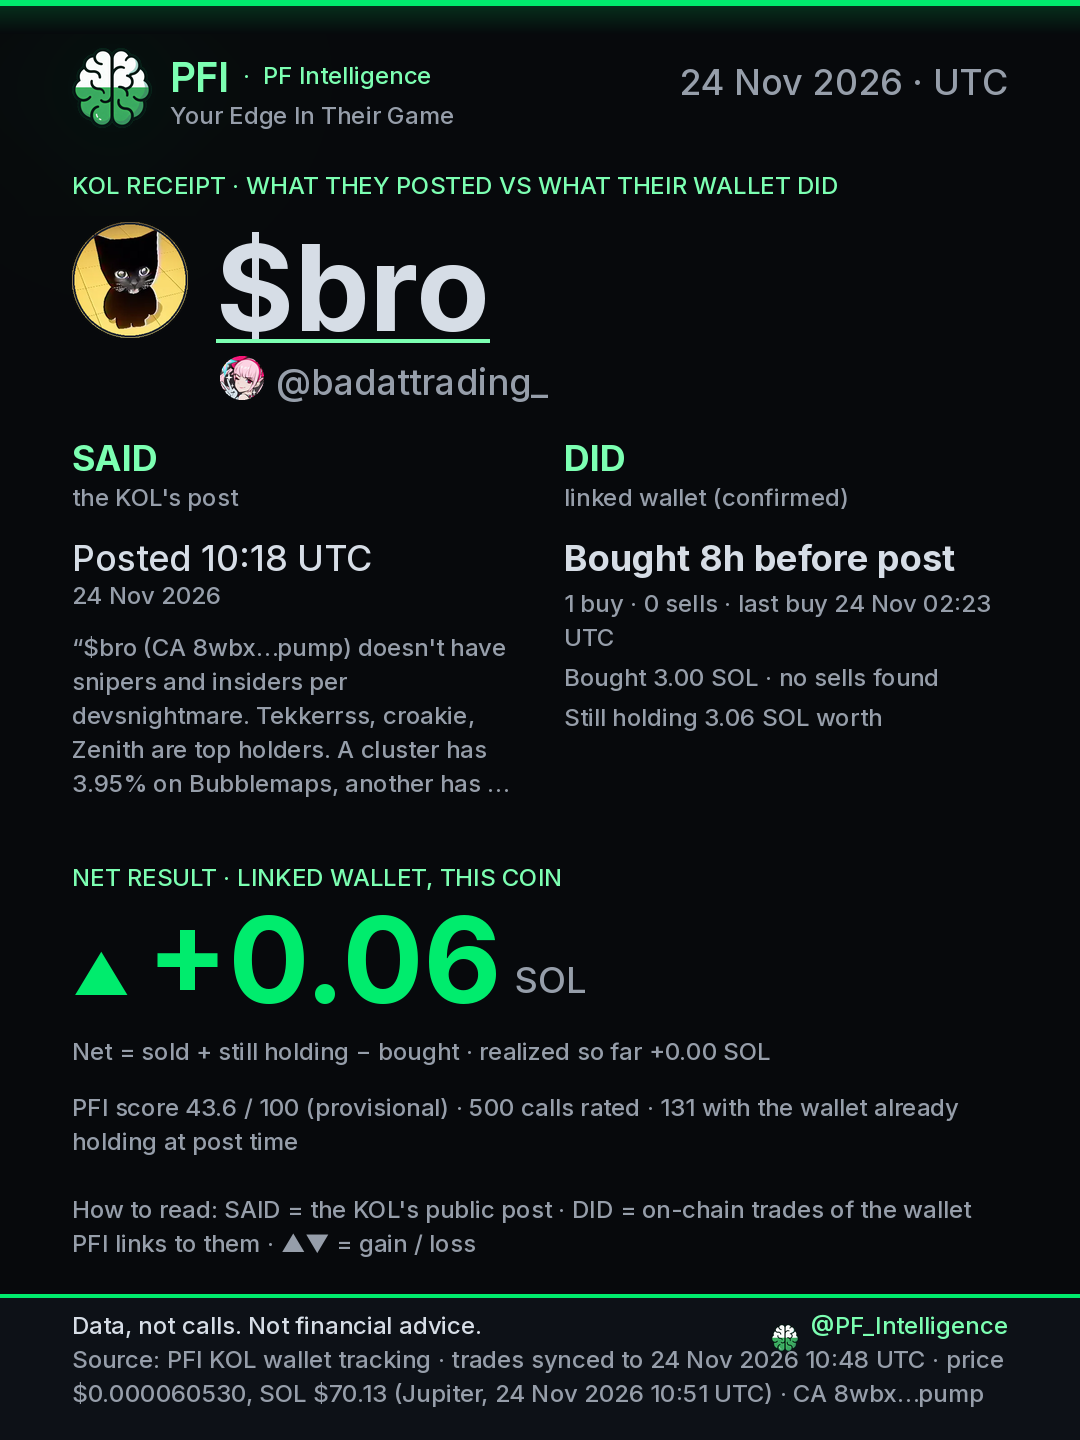 PFI · PF Intelligence
Your Edge In Their Game
24 Nov 2026 · UTC
KOL RECEIPT · WHAT THEY POSTED VS WHAT THEIR WALLET DID
$bro
@badattrading_
SAID
the KOL's post
Posted 10:18 UTC
24 Nov 2026
“$bro (CA 8wbx…pump) doesn't have
snipers and insiders per
devsnightmare. Tekkerrss, croakie,
Zenith are top holders. A cluster has
3.95% on Bubblemaps, another has …
DID
linked wallet (confirmed)
Bought 8h before post
1 buy · 0 sells · last buy 24 Nov 02:23
UTC
Bought 3.00 SOL · no sells found
Still holding 3.06 SOL worth
NET RESULT · LINKED WALLET, THIS COIN
▲ +0.06 SOL
Net = sold + still holding − bought · realized so far +0.00 SOL
PFI score 43.6 / 100 (provisional) · 500 calls rated · 131 with the wallet already
holding at post time
How to read: SAID = the KOL's public post · DID = on-chain trades of the wallet
PFI links to them · ▲▼ = gain / loss
Data, not calls. Not financial advice.
@PF_Intelligence
Source: PFI KOL wallet tracking · trades synced to 24 Nov 2026 10:48 UTC · price
$0.000060530, SOL $70.13 (Jupiter, 24 Nov 2026 10:51 UTC) · CA 8wbx…pump